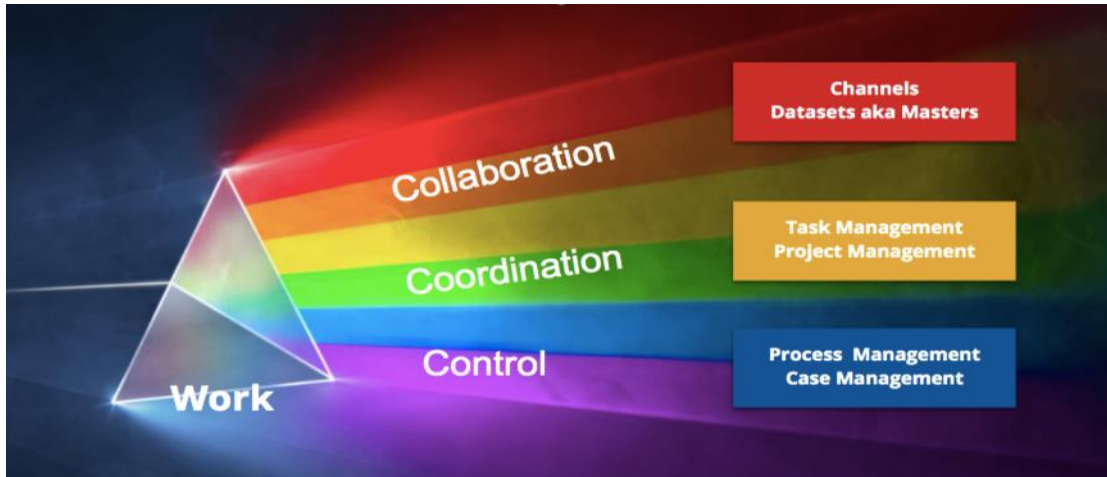 Collaboration
Coordination
Control
Work
Channels
Datasets aka Masters
Task Management
Project Management
Process Management
Case Management